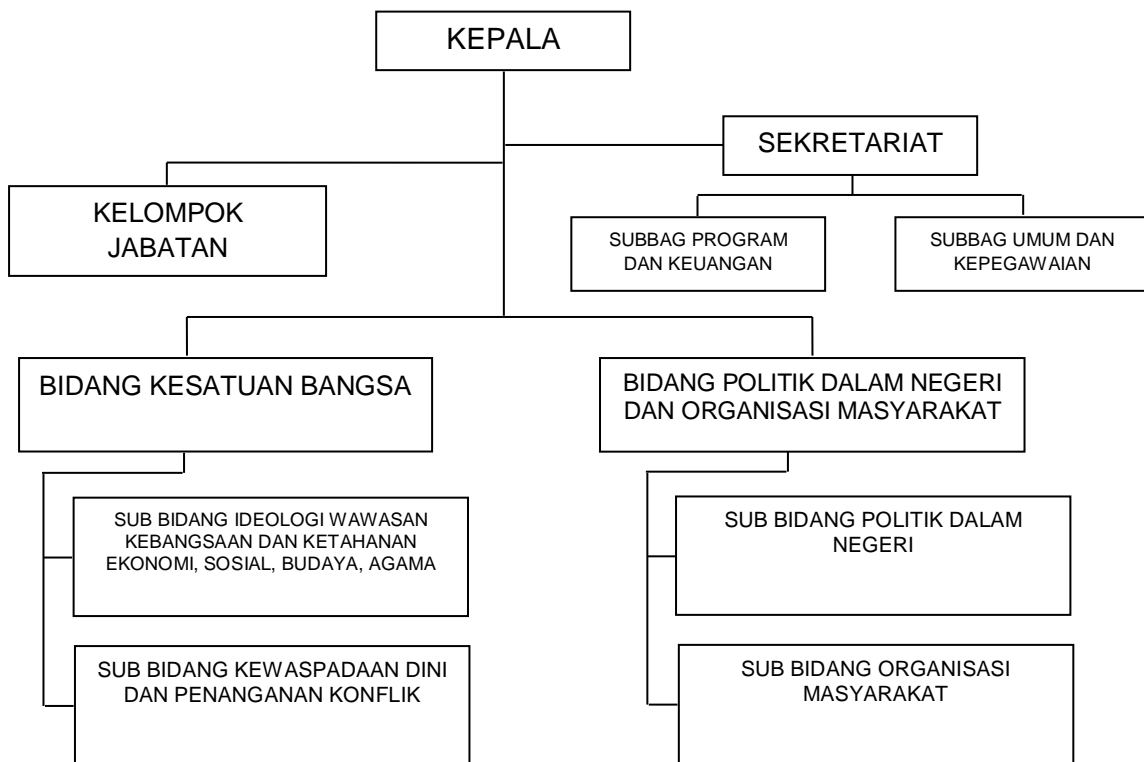 KEPALA
SEKRETARIAT
KELOMPOK
JABATAN
SUBBAG PROGRAM
DAN KEUANGAN
SUBBAG UMUM DAN
KEPEGAWAIAN
BIDANG KESATUAN BANGSA
BIDANG POLITIK DALAM NEGERI
DAN ORGANISASI MASYARAKAT
SUB BIDANG IDEOLOGI WAWASAN
KEBANGSAAN DAN KETAHANAN
EKONOMI, SOSIAL, BUDAYA, AGAMA
SUB BIDANG POLITIK DALAM
NEGERI
SUB BIDANG KEWASPADAAN DINI
DAN PENANGANAN KONFLIK
SUB BIDANG ORGANISASI
MASYARAKAT